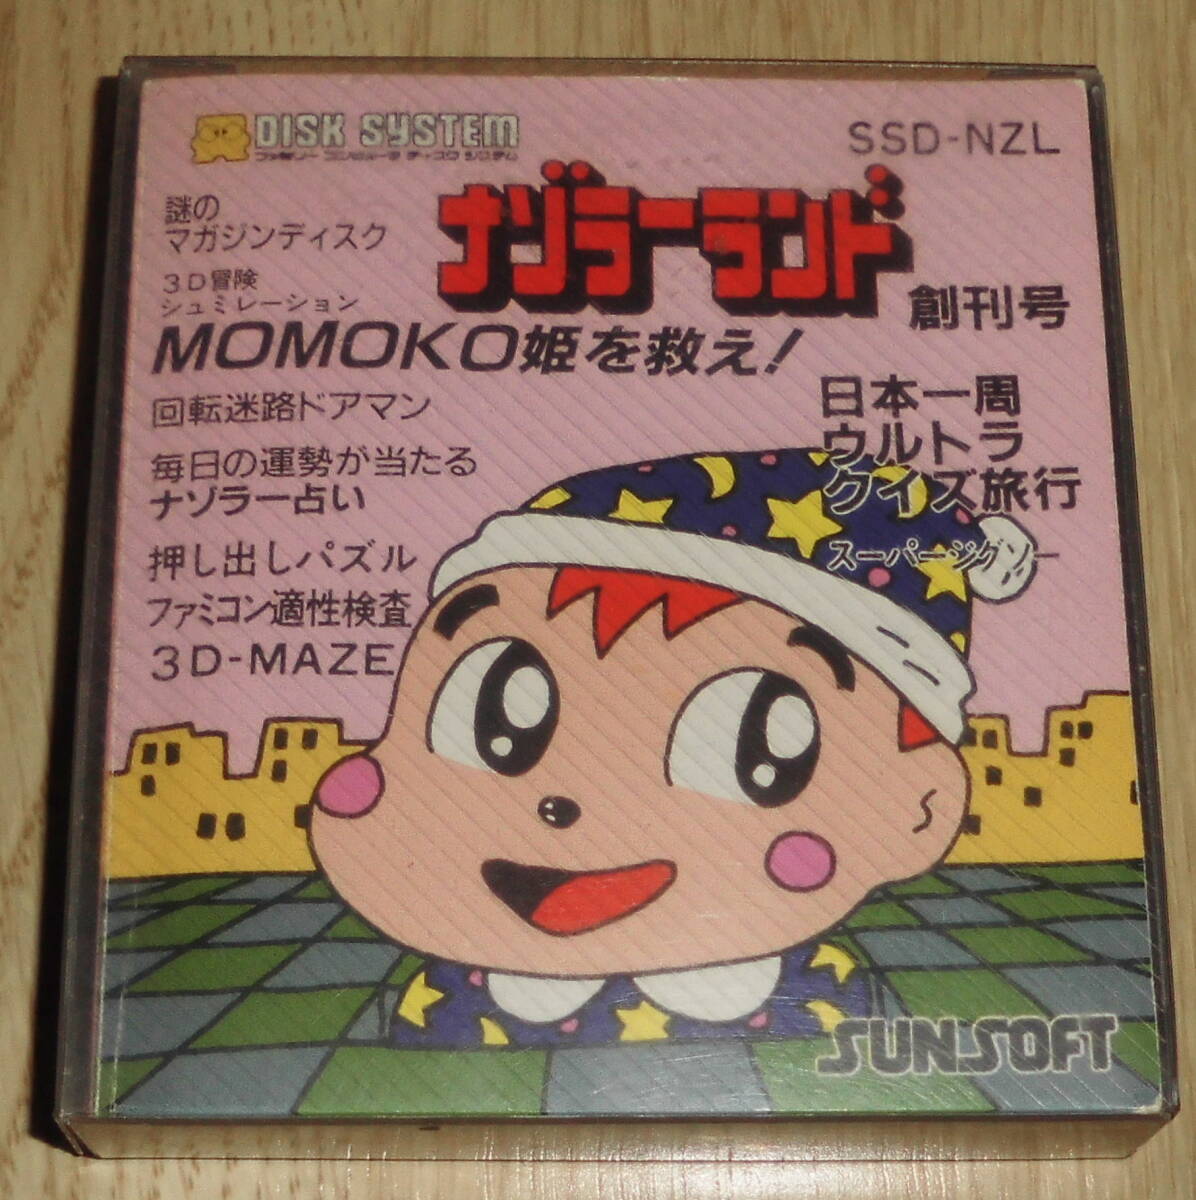 DISK SYSTEM
ファミリー コンピュータ ディスク システム
SSD-NZL
謎の
マガジンディスク
ナゾラーランド
創刊号
3D冒険
シュミレーション
MOMOKO姫を救え!
回転迷路ドアマン
毎日の運勢が当たる
ナゾラー占い
押し出しパズル
ファミコン適性検査
3D-MAZE
日本一周
ウルトラ
クイズ旅行
スーパージグソー
SUNSOFT